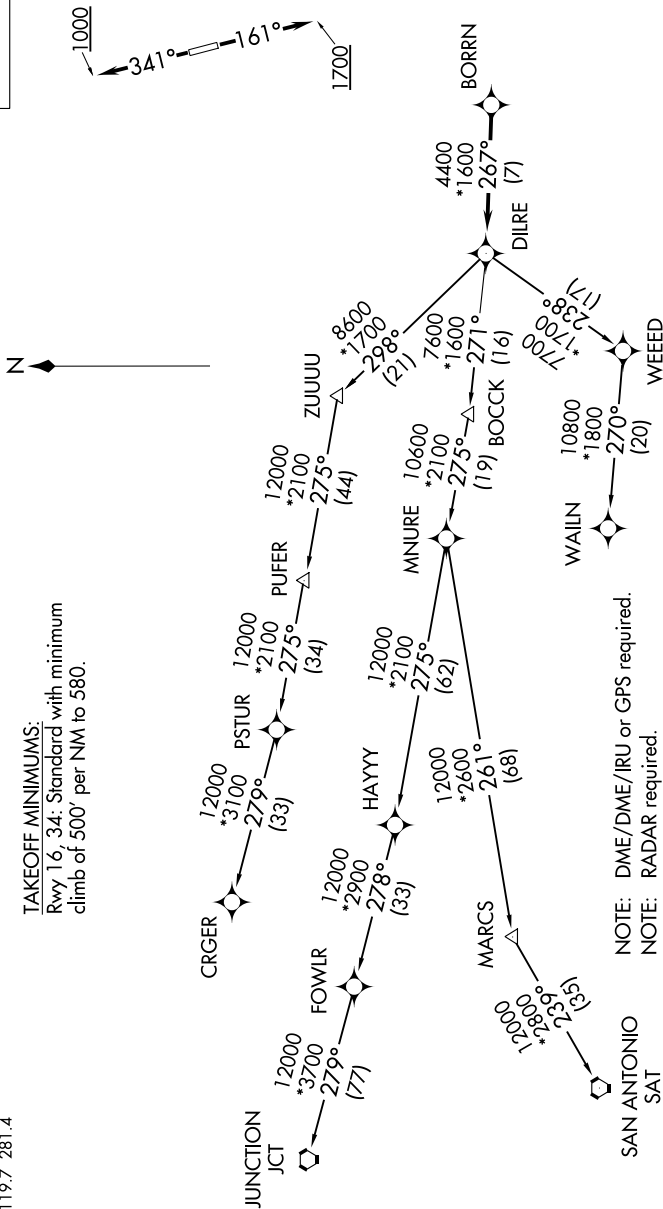 119.7 281.4
TAKEOFF MINIMUMS:
Rwy 16, 34: Standard with minimum
climb of 500' per NM to 580.
N
1000
341°
161°
1700
BORRN
4400
*1600
267°
(7)
DILRE
8600
*1700
298°
(21)
ZUUUU
12000
*2100
275°
(44)
PUFER
12000
*2100
275°
(34)
PSTUR
12000
*3100
279°
(33)
CRGER
7600
*1600
271°
(16)
BOCCK
10600
*2100
275°
(19)
MNURE
12000
*2100
275°
(62)
HAYYY
12000
*2900
278°
(33)
FOWLR
12000
*3700
279°
(77)
JUNCTION
JCT
12000
*2600
261°
(68)
MARCS
12000
*2800
239°
(35)
SAN ANTONIO
SAT
7700
*1700
238°
(17)
WEEED
10800
*1800
270°
(20)
WAILN
NOTE: DME/DME/IRU or GPS required.
NOTE: RADAR required.